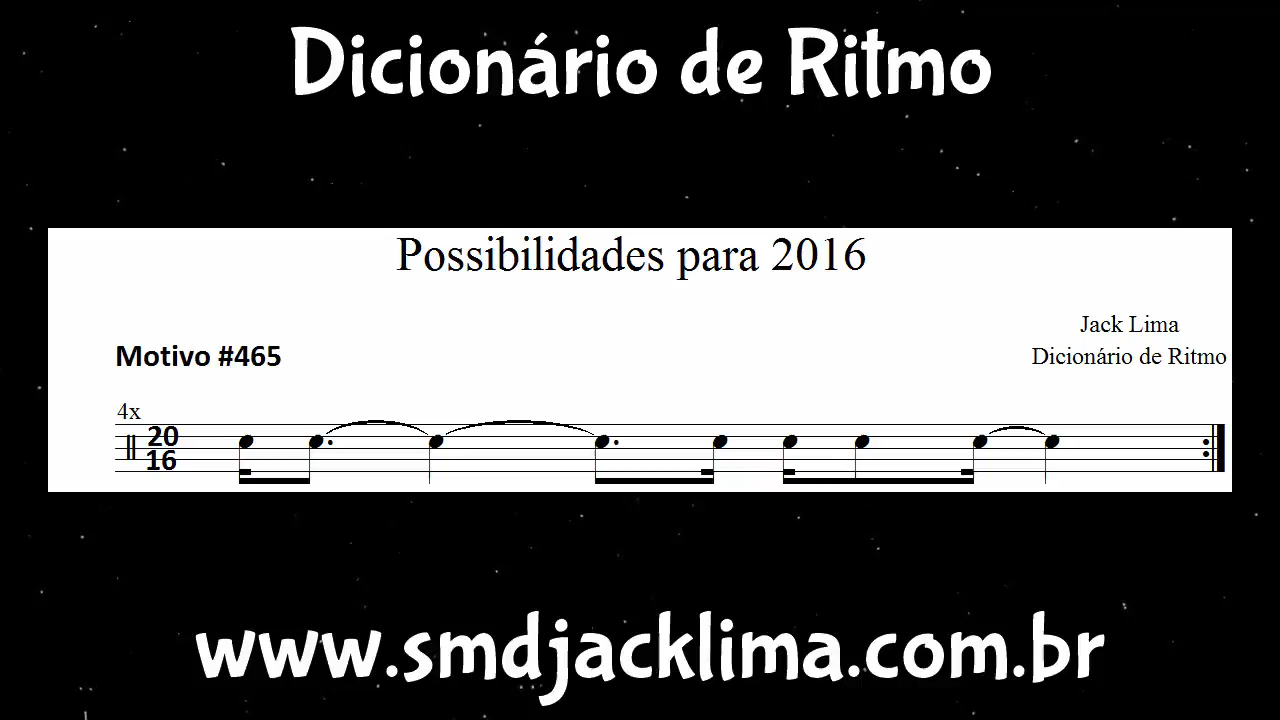 Dicionário de Ritmo
Possibilidades para 2016
Jack Lima
Motivo #465
Dicionário de Ritmo
4x
20
16
www.smdjacklima.com.br